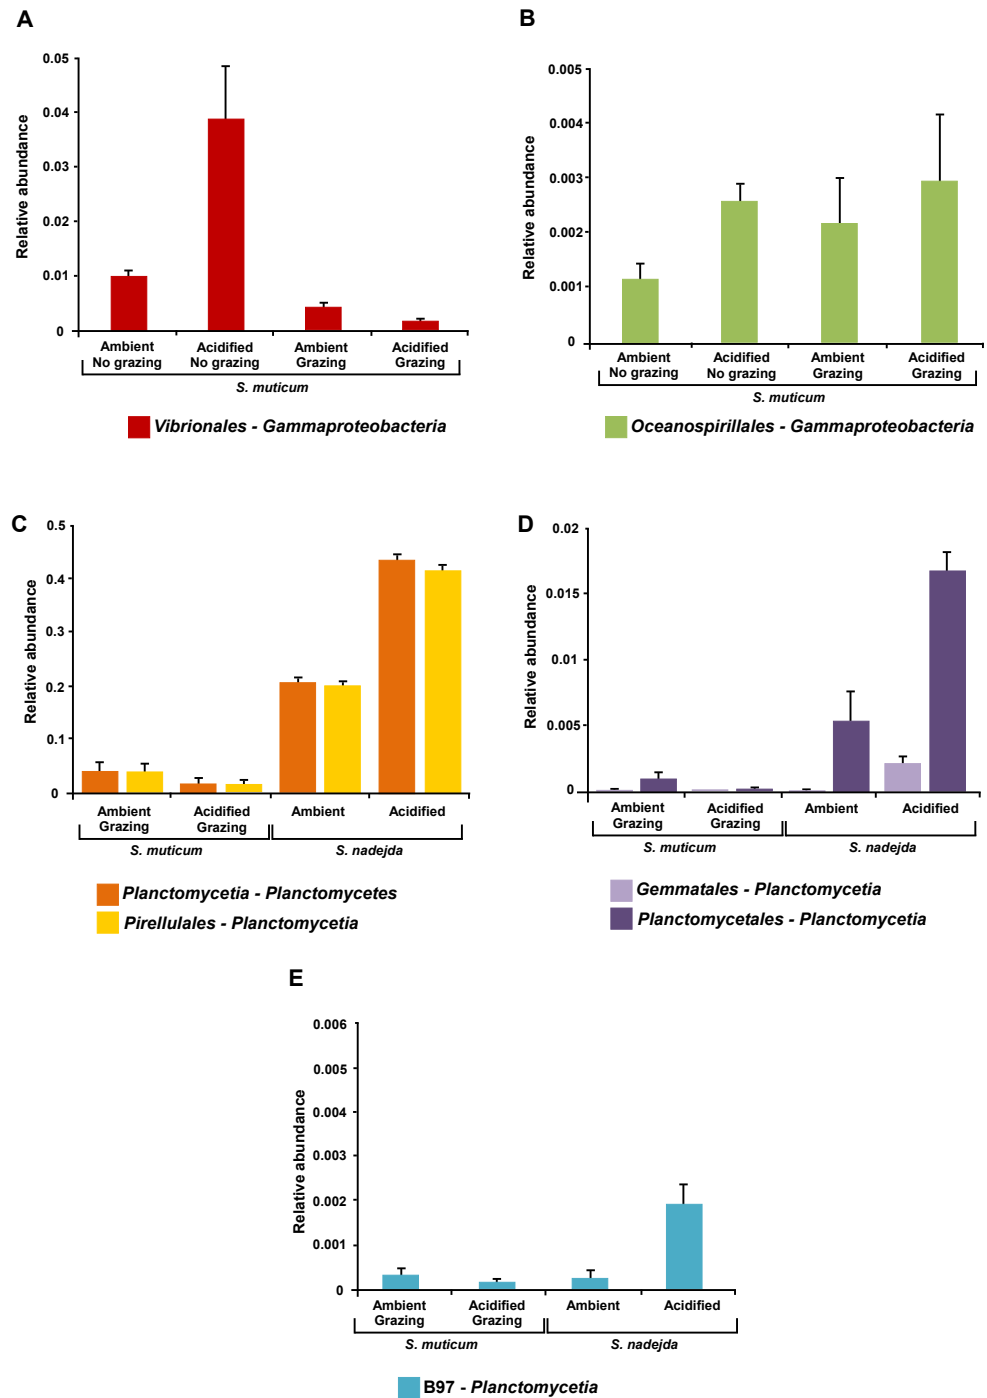 A
Relative abundance
0.05
0.04
0.03
0.02
0.01
0
Ambient No grazing
Acidified No grazing
Ambient Grazing
Acidified Grazing
S. muticum
Vibrionales - Gammaproteobacteria
B
Relative abundance
0.005
0.004
0.003
0.002
0.001
0
Ambient No grazing
Acidified No grazing
Ambient Grazing
Acidified Grazing
S. muticum
Oceanospirillales - Gammaproteobacteria
C
Relative abundance
0.5
0.4
0.3
0.2
0.1
0
Ambient Grazing
Acidified Grazing
Ambient
Acidified
S. muticum
S. nadejda
Planctomycetia - Planctomycetes
Pirellulales - Planctomycetia
D
Relative abundance
0.02
0.015
0.01
0.005
0
Ambient Grazing
Acidified Grazing
Ambient
Acidified
S. muticum
S. nadejda
Gemmatales - Planctomycetia
Planctomycetales - Planctomycetia
E
Relative abundance
0.006
0.005
0.004
0.003
0.002
0.001
0
Ambient Grazing
Acidified Grazing
Ambient
Acidified
S. muticum
S. nadejda
B97 - Planctomycetia